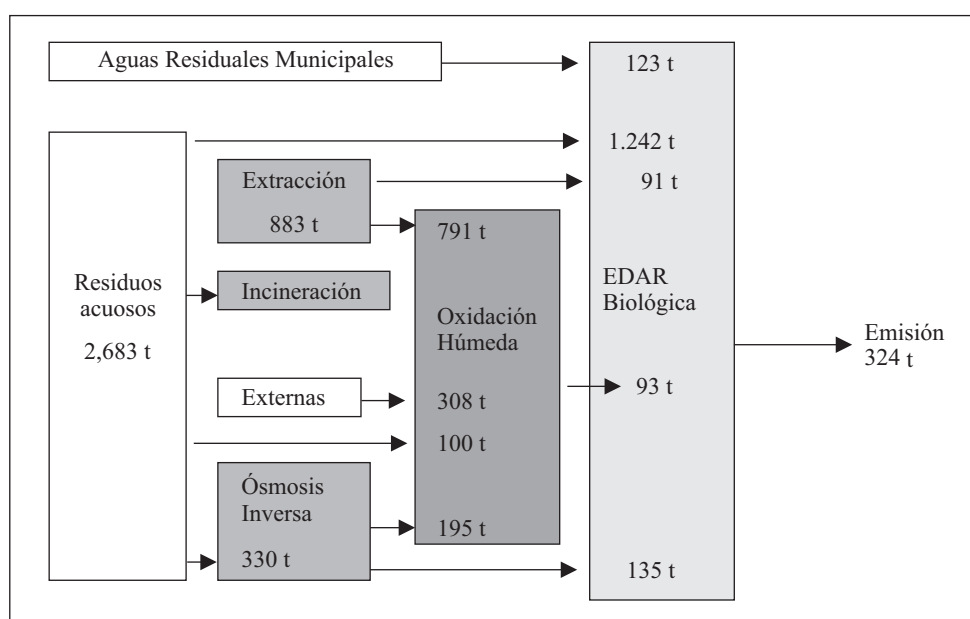 Aguas Residuales Municipales
123 t
1.242 t
Extracción
91 t
883 t
791 t
Residuos
acuosos
2,683 t
Incineración
EDAR
Biológica
Oxidación
Húmeda
Emisión
324 t
Externas
308 t
93 t
100 t
Ósmosis
Inversa
330 t
195 t
135 t